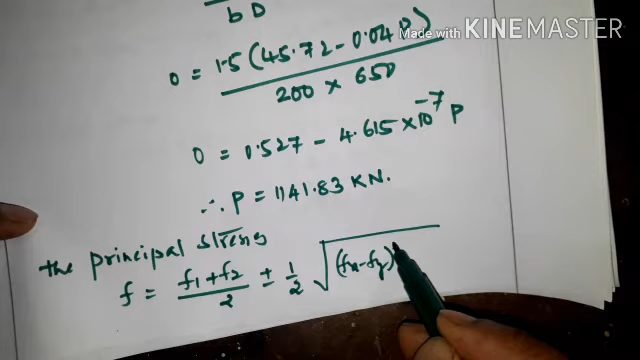 b D
Made with KINEMASTER
0 = 1.5 (45.72 - 0.04 P) / 200 × 650
0 = 0.527 - 4.615 × 10^-7 P
∴ P = 1141.83 KN.
the principal stress
f = f1 + f2 / 2 ± 1/2 √(fx - fy)